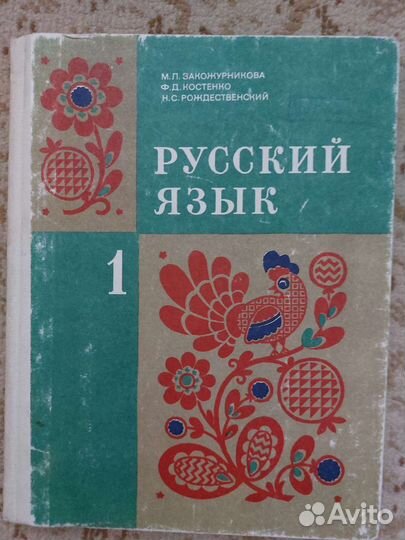 М.Л. ЗАКОЖУРНИКОВА
Ф.Д. КОСТЕНКО
Н.С. РОЖДЕСТВЕНСКИЙ
РУССКИЙ
ЯЗЫК
1
Avito